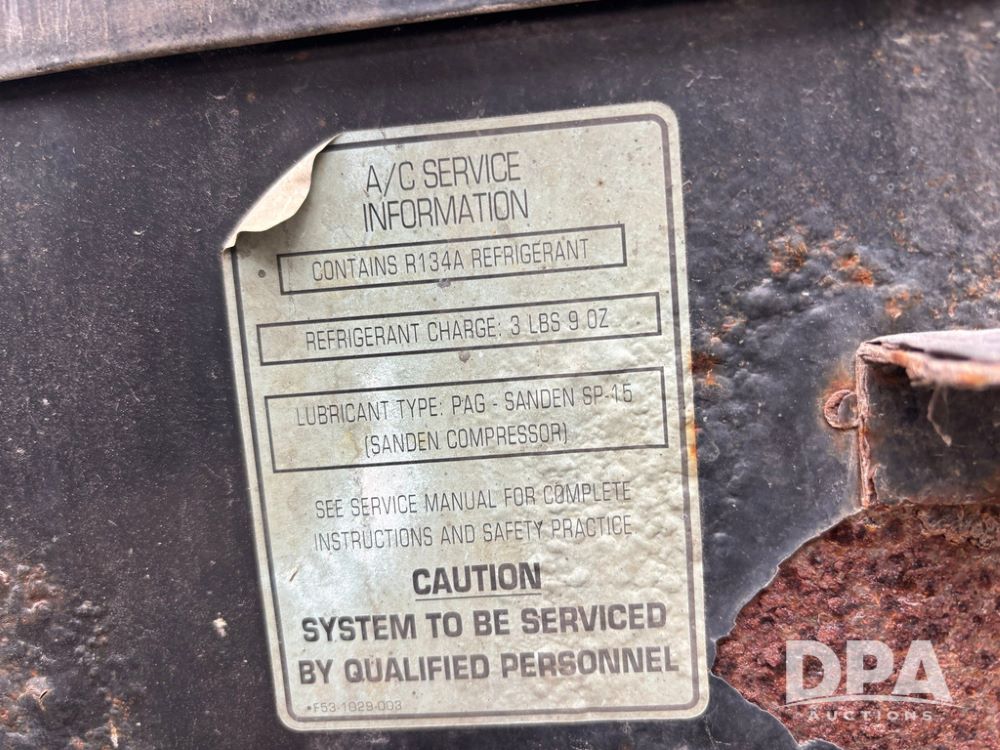 A/C SERVICE
INFORMATION
CONTAINS R134A REFRIGERANT
REFRIGERANT CHARGE: 3 LBS 9 OZ
LUBRICANT TYPE: PAG - SANDEN SP-15
(SANDEN COMPRESSOR)
SEE SERVICE MANUAL FOR COMPLETE
INSTRUCTIONS AND SAFETY PRACTICE
CAUTION
SYSTEM TO BE SERVICED
BY QUALIFIED PERSONNEL
•F53-1029-003
DPA
AUCTIONS